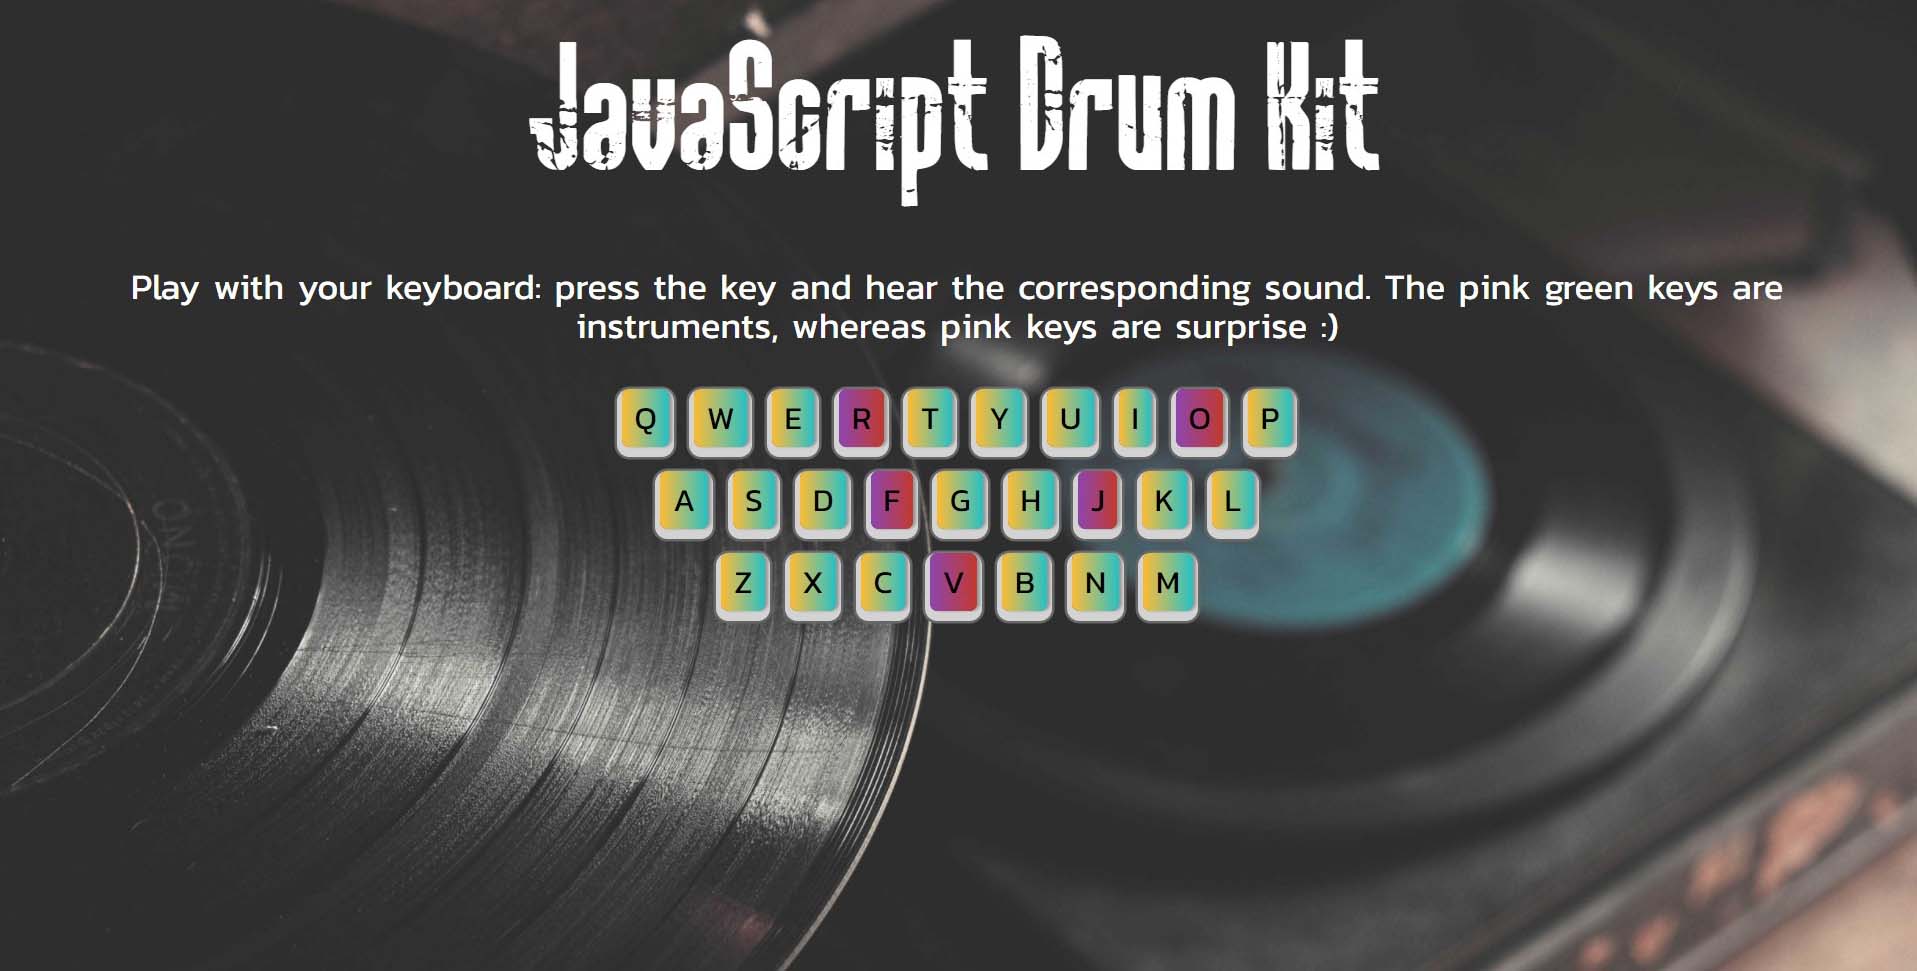 JavaScript Drum Kit
Play with your keyboard: press the key and hear the corresponding sound. The pink green keys are
instruments, whereas pink keys are surprise :)
Q W E R T Y U I O P
A S D F G H J K L
Z X C V B N M